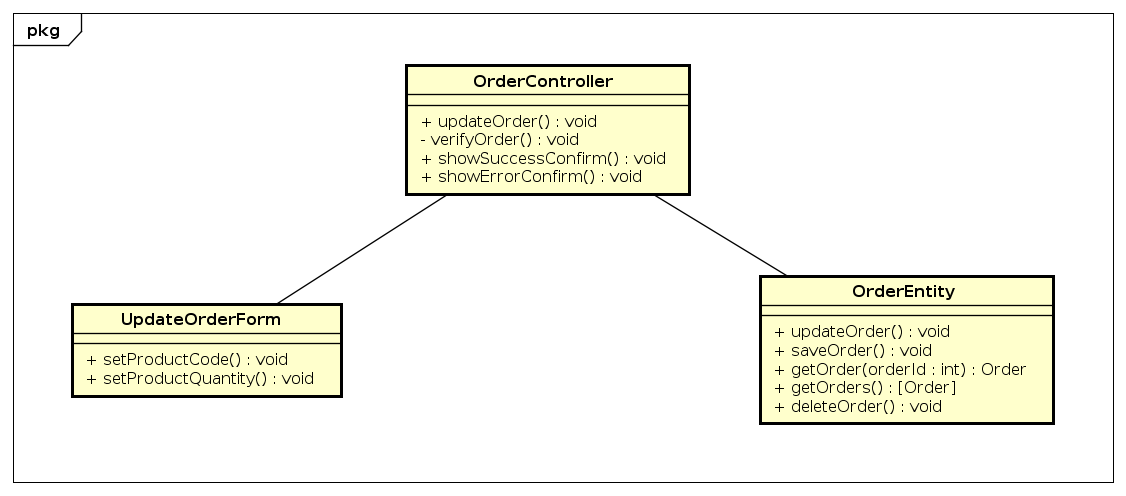 pkg
OrderController
+ updateOrder() : void
- verifyOrder() : void
+ showSuccessConfirm() : void
+ showErrorConfirm() : void
UpdateOrderForm
+ setProductCode() : void
+ setProductQuantity() : void
OrderEntity
+ updateOrder() : void
+ saveOrder() : void
+ getOrder(orderId : int) : Order
+ getOrders() : [Order]
+ deleteOrder() : void